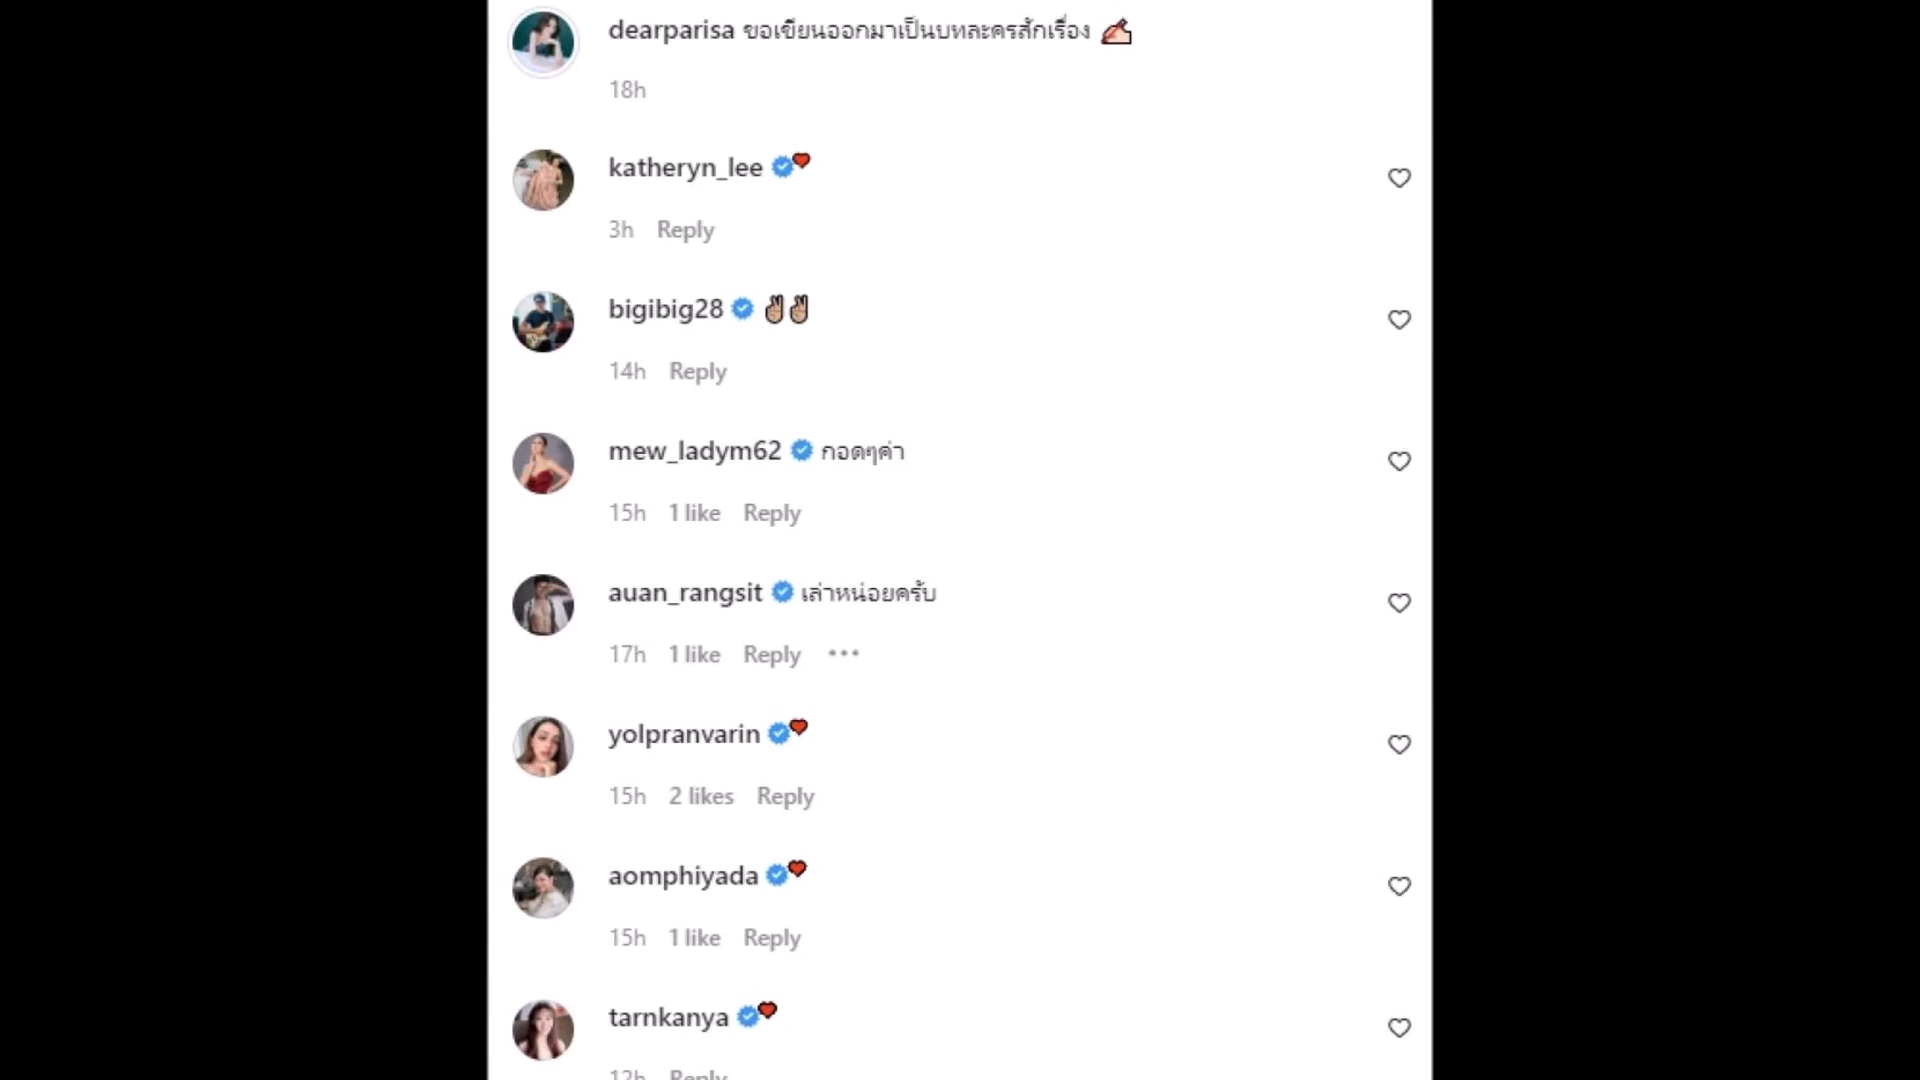 dearparisa ขอเขียนออกมาเป็นบทละครสักเรื่อง ✍🏻
18h
katheryn_lee ❤️
3h Reply
bigibig28 ✌🏼✌🏼
14h Reply
mew_ladym62 กอดๆค่า
15h 1 like Reply
auan_rangsit เล่าหน่อยครับ
17h 1 like Reply •••
yolpranvarin ❤️
15h 2 likes Reply
aomphiyada ❤️
15h 1 like Reply
tarnkanya ❤️
12h Reply